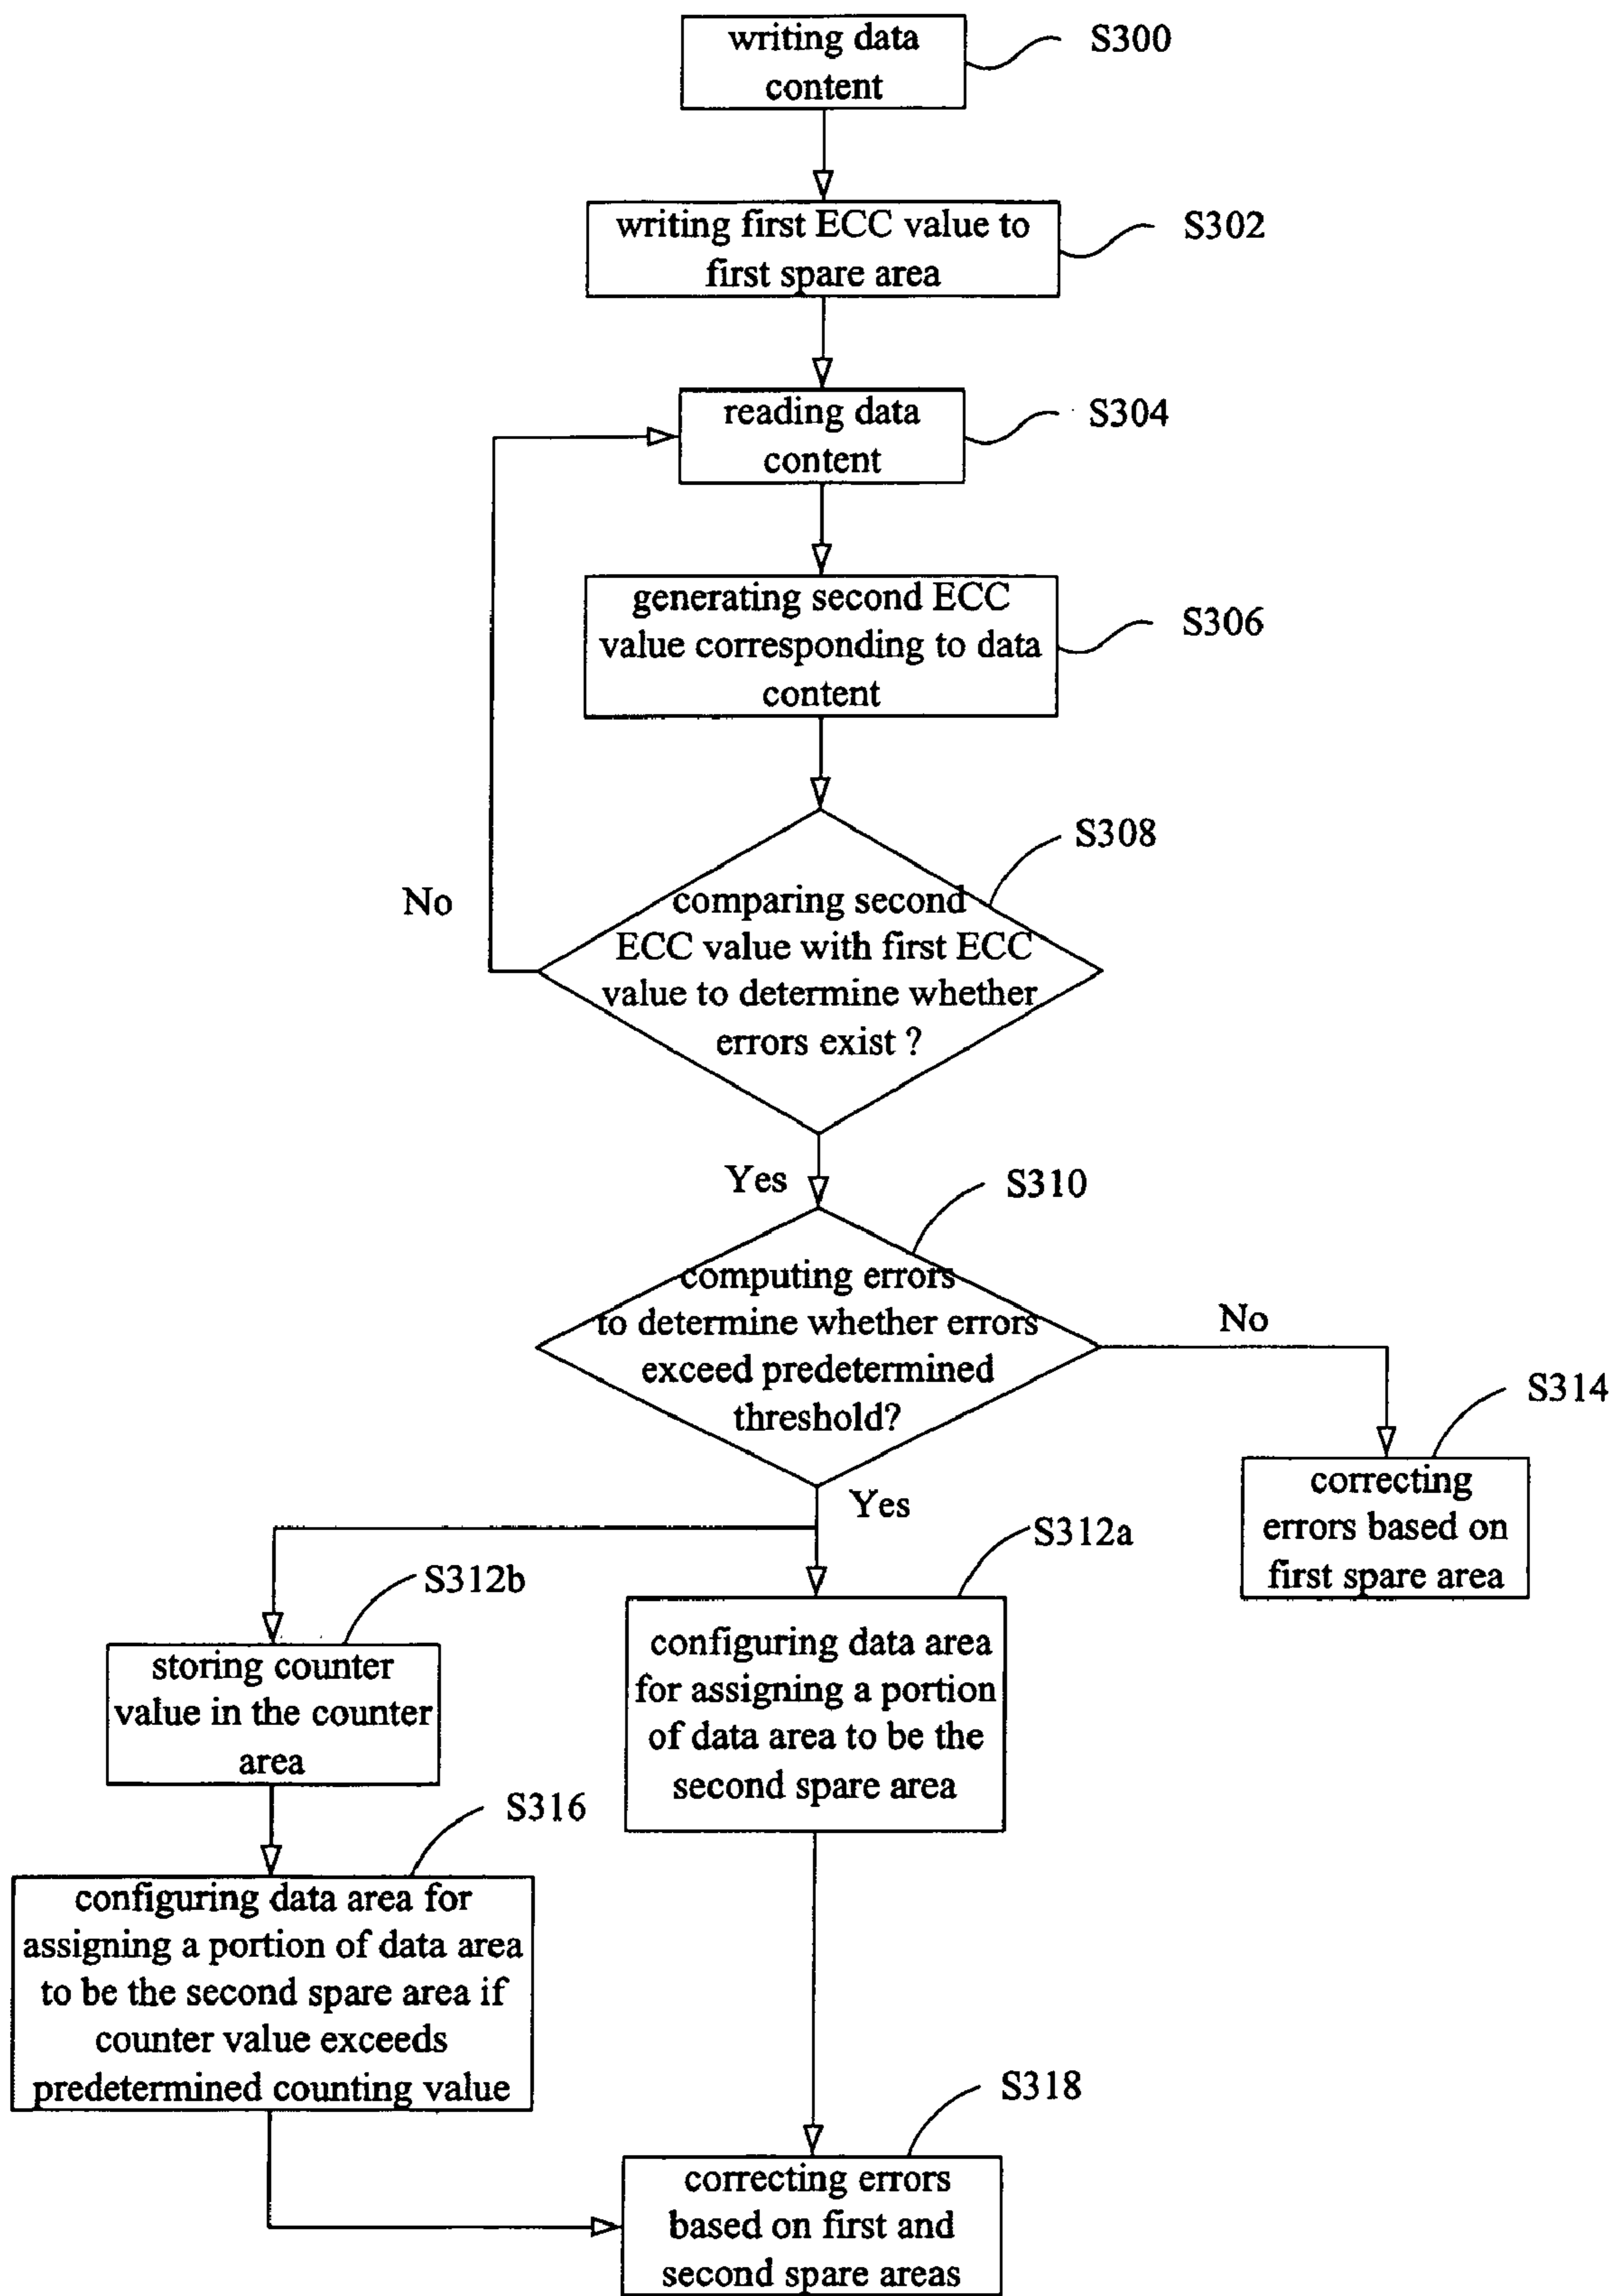 writing data
content
S300
writing first ECC value to
first spare area
S302
reading data
content
S304
generating second ECC
value corresponding to data
content
S306
S308
No
comparing second
ECC value with first ECC
value to determine whether
errors exist ?
Yes
S310
computing errors
to determine whether errors
exceed predetermined
threshold?
No
S314
correcting
errors based on
first spare area
Yes
S312a
S312b
storing counter
value in the counter
area
configuring data area
for assigning a portion
of data area to be the
second spare area
S316
configuring data area for
assigning a portion of data area
to be the second spare area if
counter value exceeds
predetermined counting value
S318
correcting errors
based on first and
second spare areas